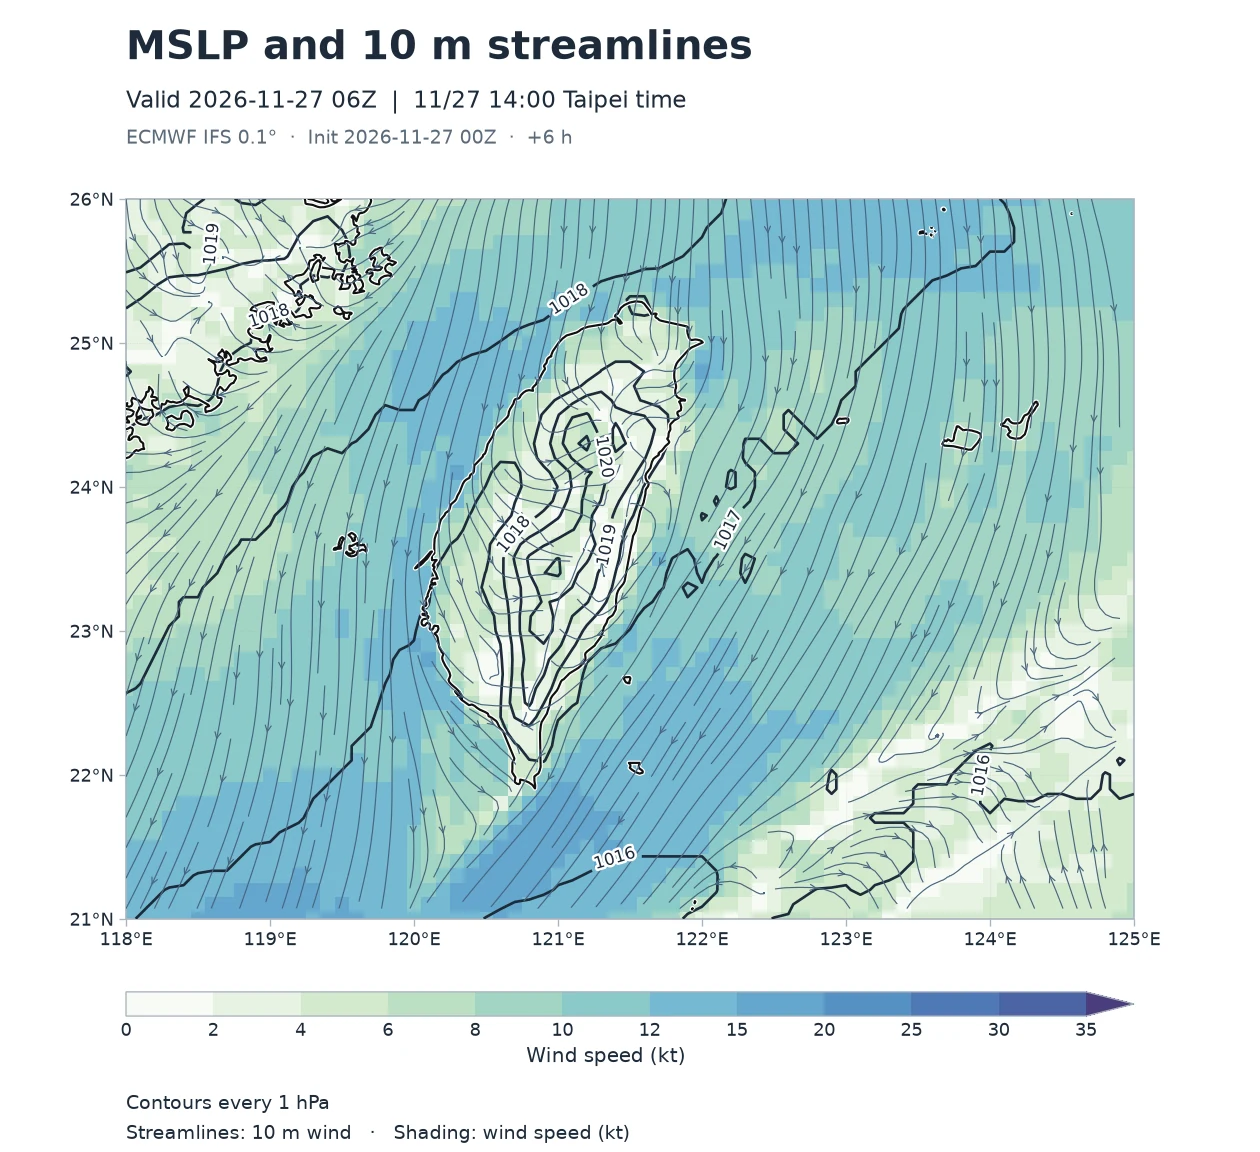 MSLP and 10 m streamlines
Valid 2026-11-27 06Z | 11/27 14:00 Taipei time
ECMWF IFS 0.1° · Init 2026-11-27 00Z · +6 h
26°N
1019
1018
1018
25°N
1020
24°N
1018
1019
1017
23°N
22°N
1016
1016
21°N
118°E 119°E 120°E 121°E 122°E 123°E 124°E 125°E
0 2 4 6 8 10 12 15 20 25 30 35
Wind speed (kt)
Contours every 1 hPa
Streamlines: 10 m wind · Shading: wind speed (kt)